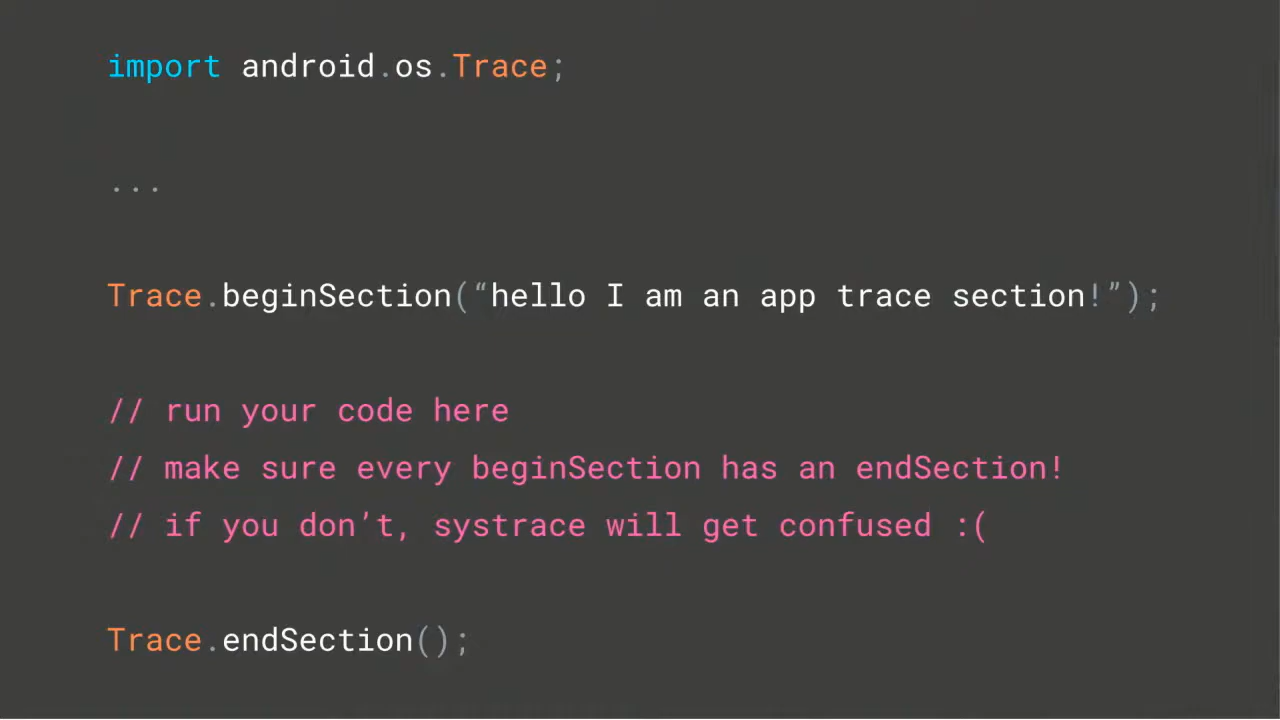 import android.os.Trace;
...
Trace.beginSection(“hello I am an app trace section!”);
// run your code here
// make sure every beginSection has an endSection!
// if you don’t, systrace will get confused :(
Trace.endSection();